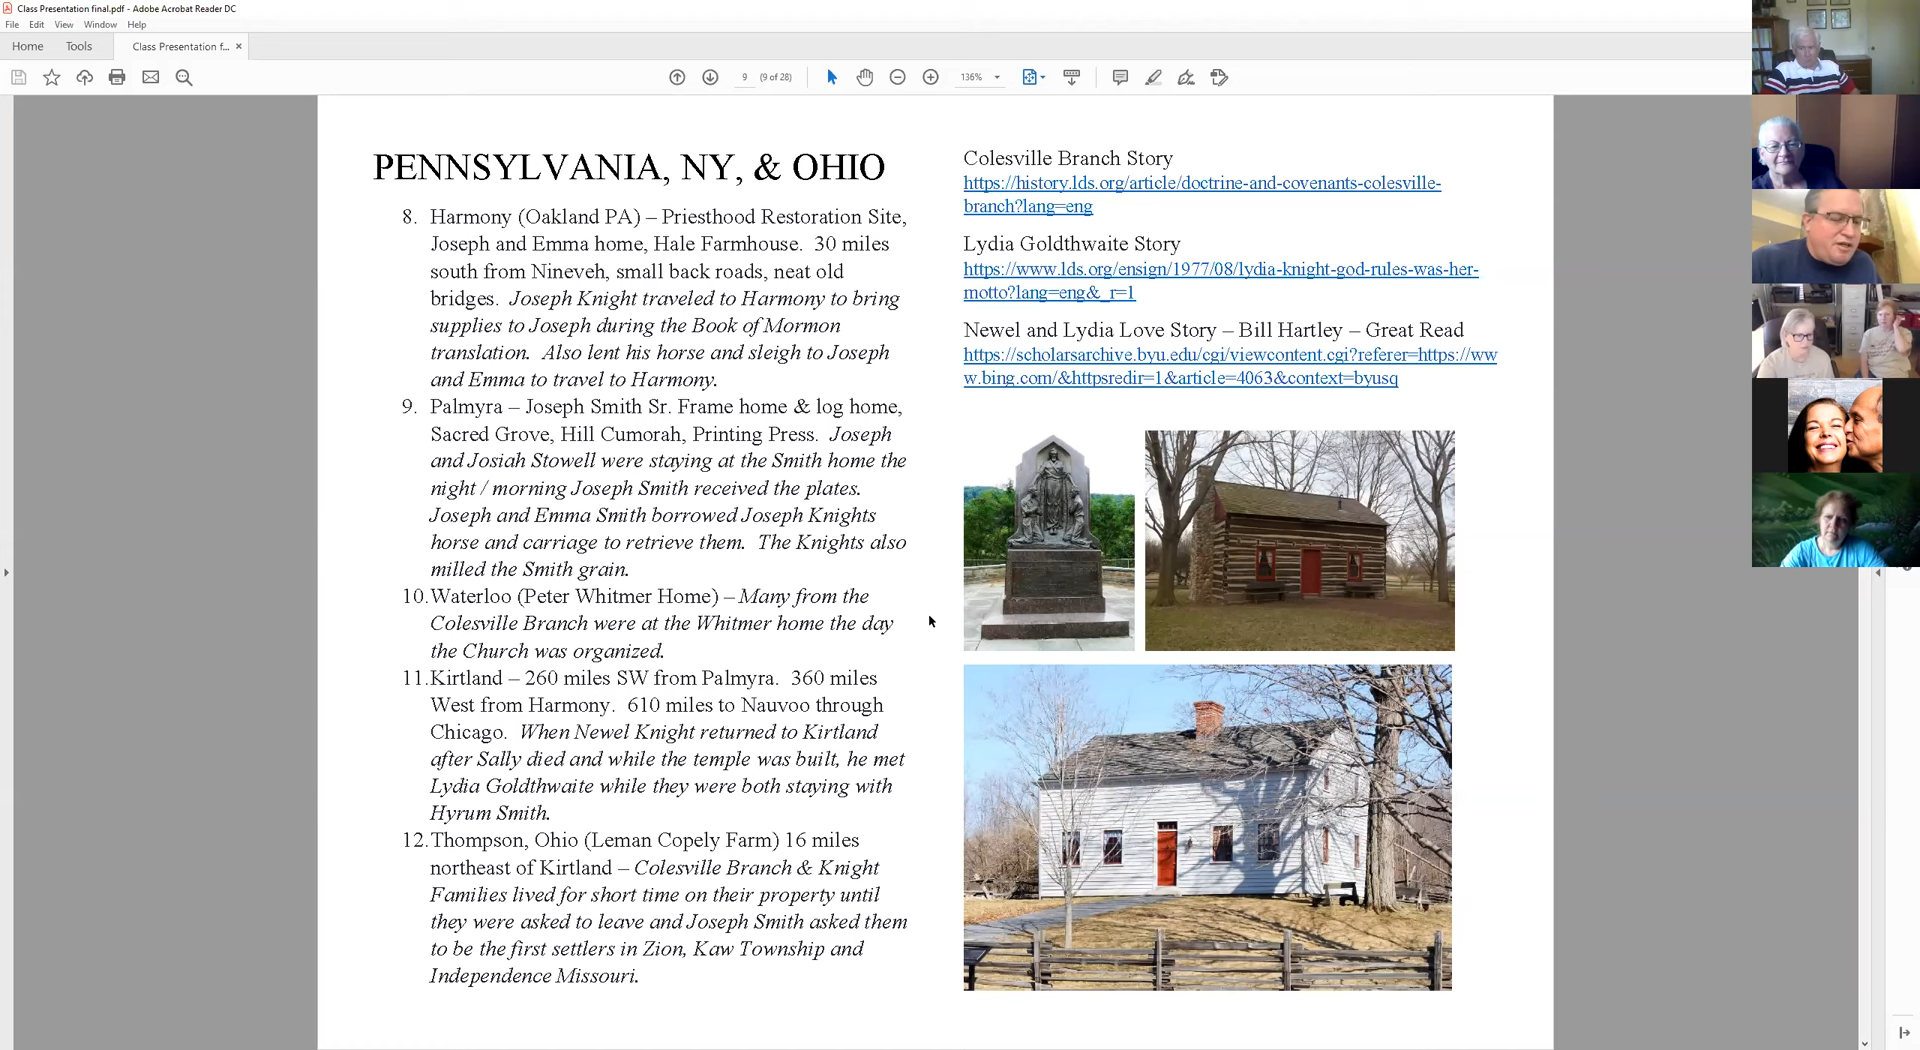 Class Presentation final.pdf - Adobe Acrobat Reader DC
File Edit View Window Help
Home Tools Class Presentation f... ×
9 (9 of 28) 136%
PENNSYLVANIA, NY, & OHIO
8. Harmony (Oakland PA) – Priesthood Restoration Site,
Joseph and Emma home, Hale Farmhouse. 30 miles
south from Nineveh, small back roads, neat old
bridges. Joseph Knight traveled to Harmony to bring
supplies to Joseph during the Book of Mormon
translation. Also lent his horse and sleigh to Joseph
and Emma to travel to Harmony.
9. Palmyra – Joseph Smith Sr. Frame home & log home,
Sacred Grove, Hill Cumorah, Printing Press. Joseph
and Josiah Stowell were staying at the Smith home the
night / morning Joseph Smith received the plates.
Joseph and Emma Smith borrowed Joseph Knights
horse and carriage to retrieve them. The Knights also
milled the Smith grain.
10. Waterloo (Peter Whitmer Home) – Many from the
Colesville Branch were at the Whitmer home the day
the Church was organized.
11. Kirtland – 260 miles SW from Palmyra. 360 miles
West from Harmony. 610 miles to Nauvoo through
Chicago. When Newel Knight returned to Kirtland
after Sally died and while the temple was built, he met
Lydia Goldthwaite while they were both staying with
Hyrum Smith.
12. Thompson, Ohio (Leman Copely Farm) 16 miles
northeast of Kirtland – Colesville Branch & Knight
Families lived for short time on their property until
they were asked to leave and Joseph Smith asked them
to be the first settlers in Zion, Kaw Township and
Independence Missouri.
Colesville Branch Story
https://history.lds.org/article/doctrine-and-covenants-colesville-
branch?lang=eng
Lydia Goldthwaite Story
https://www.lds.org/ensign/1977/08/lydia-knight-god-rules-was-her-
motto?lang=eng&_r=1
Newel and Lydia Love Story – Bill Hartley – Great Read
https://scholarsarchive.byu.edu/cgi/viewcontent.cgi?referer=https://ww
w.bing.com/&httpsredir=1&article=4063&context=byusq